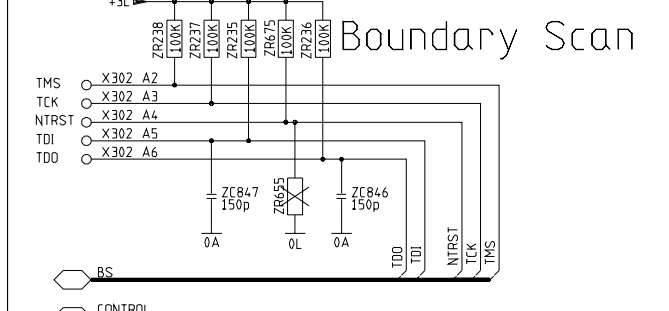 +3L
ZR238 100K ZR237 100K ZR235 100K ZR675 100K ZR236 100K
Boundary Scan
TMS X302 A2
TCK X302 A3
NTRST X302 A4
TDI X302 A5
TDO X302 A6
ZC847
150p
ZR655
ZC846
150p
0A
0L
0A
TDO
TDI
NTRST
TCK
TMS
BS
CONTROL